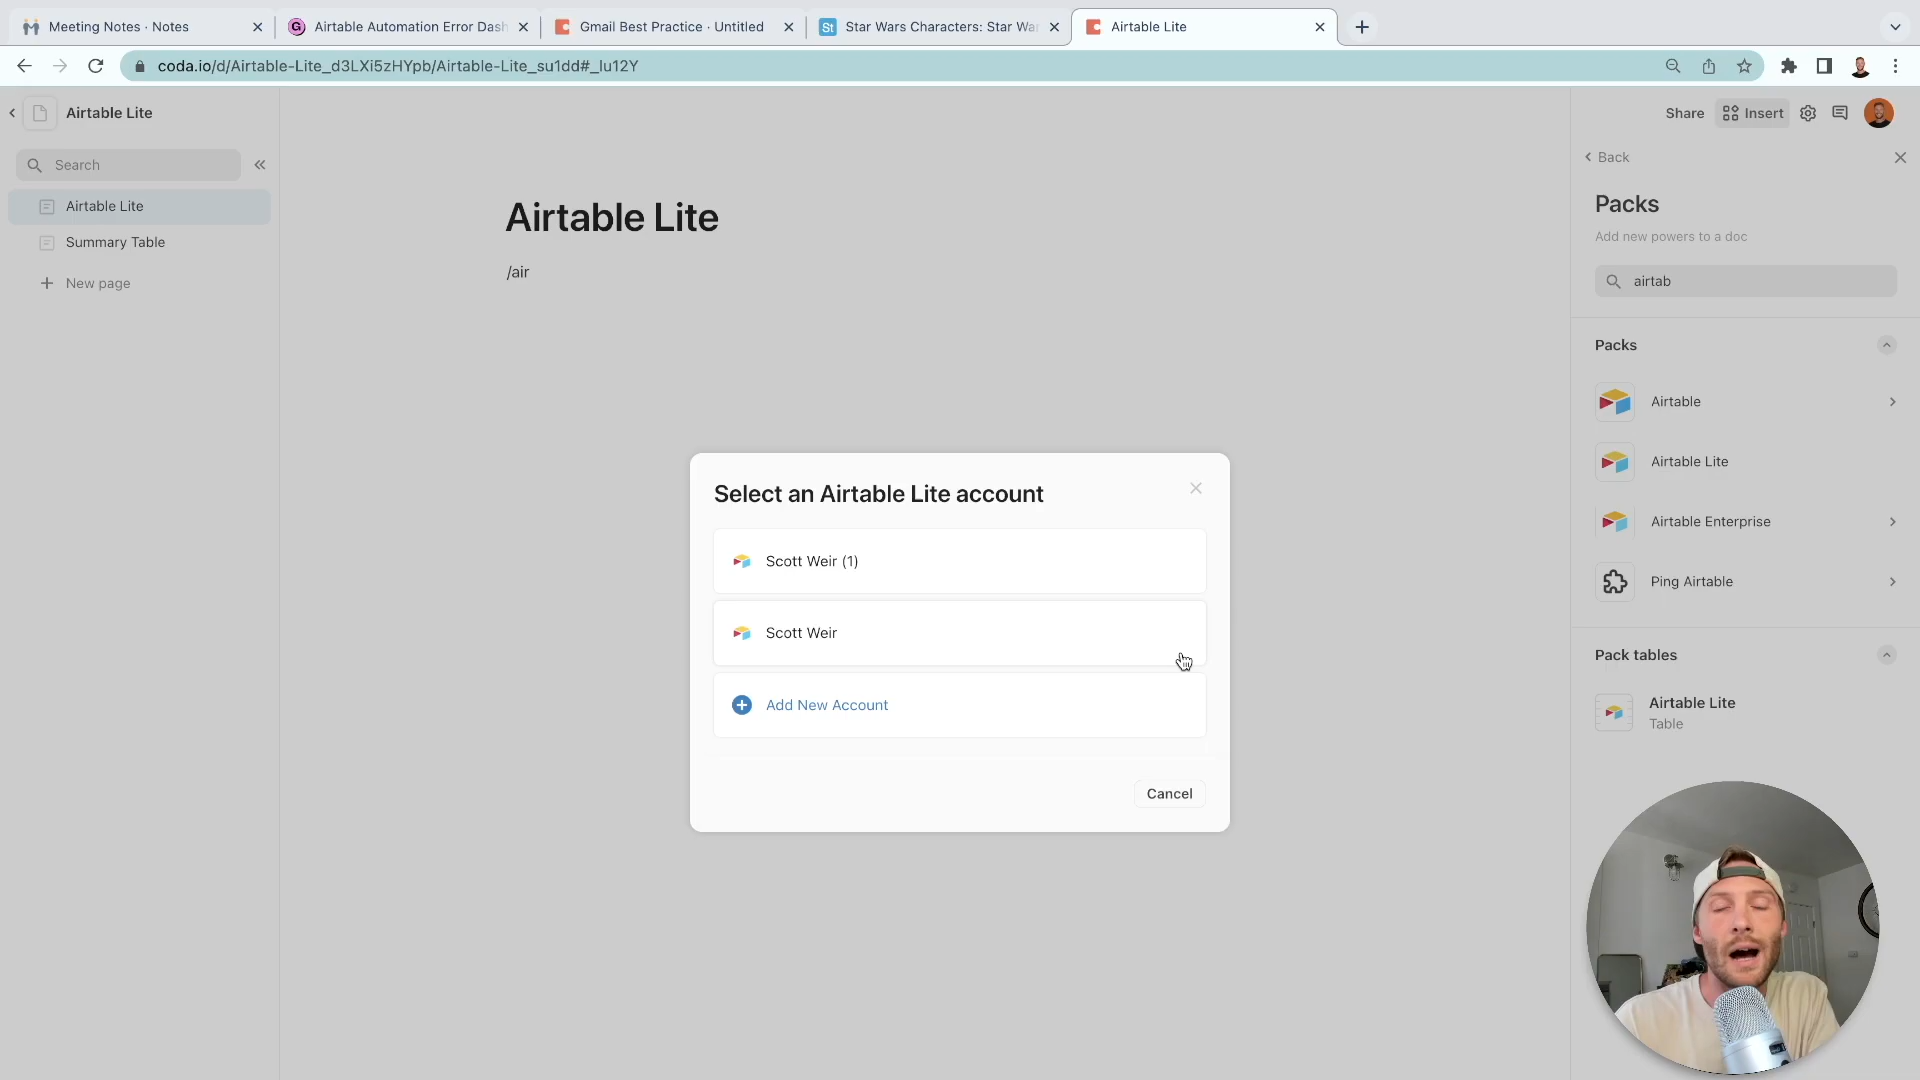 Meeting Notes · Notes
Airtable Automation Error Dash
Gmail Best Practice · Untitled
Star Wars Characters: Star Wa
Airtable Lite
coda.io/d/Airtable-Lite_d3LXi5zHYpb/Airtable-Lite_su1dd#_lu12Y
Airtable Lite
Share
Insert
Search
Airtable Lite
Summary Table
New page
Airtable Lite
/air
Back
Packs
Add new powers to a doc
airtab
Packs
Airtable
Airtable Lite
Airtable Enterprise
Ping Airtable
Pack tables
Airtable Lite
Table
Select an Airtable Lite account
Scott Weir (1)
Scott Weir
Add New Account
Cancel